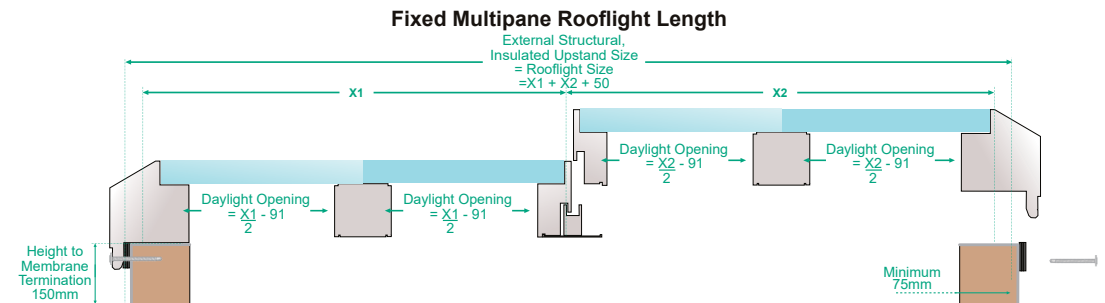 Fixed Multipane Rooflight Length
External Structural,
Insulated Upstand Size
= Rooflight Size
=X1 + X2 + 50
X1
X2
Daylight Opening
= X2 - 91
2
Daylight Opening
= X2 - 91
2
Daylight Opening
= X1 - 91
2
Daylight Opening
= X1 - 91
2
Height to
Membrane
Termination
150mm
Minimum
75mm